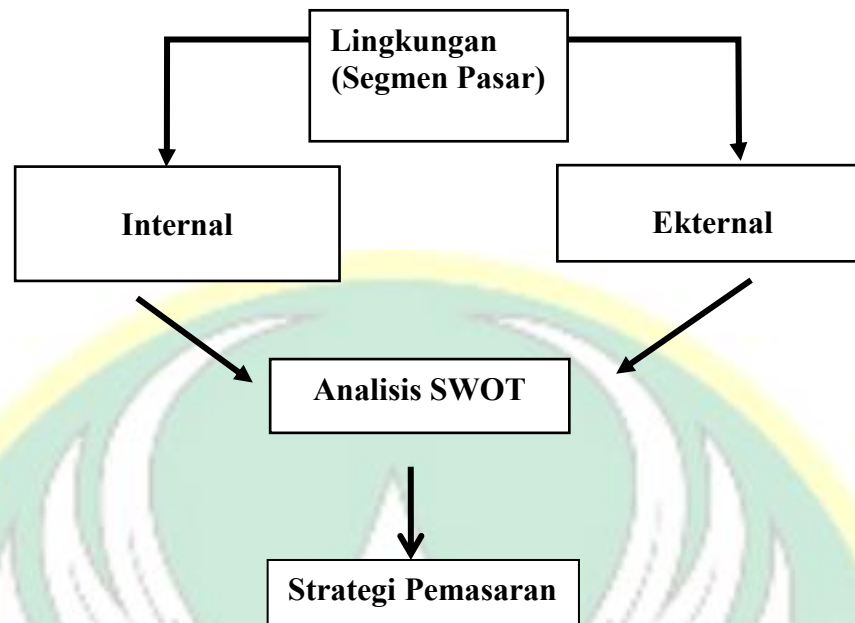 Lingkungan
(Segmen Pasar)
Internal
Ekternal
Analisis SWOT
Strategi Pemasaran